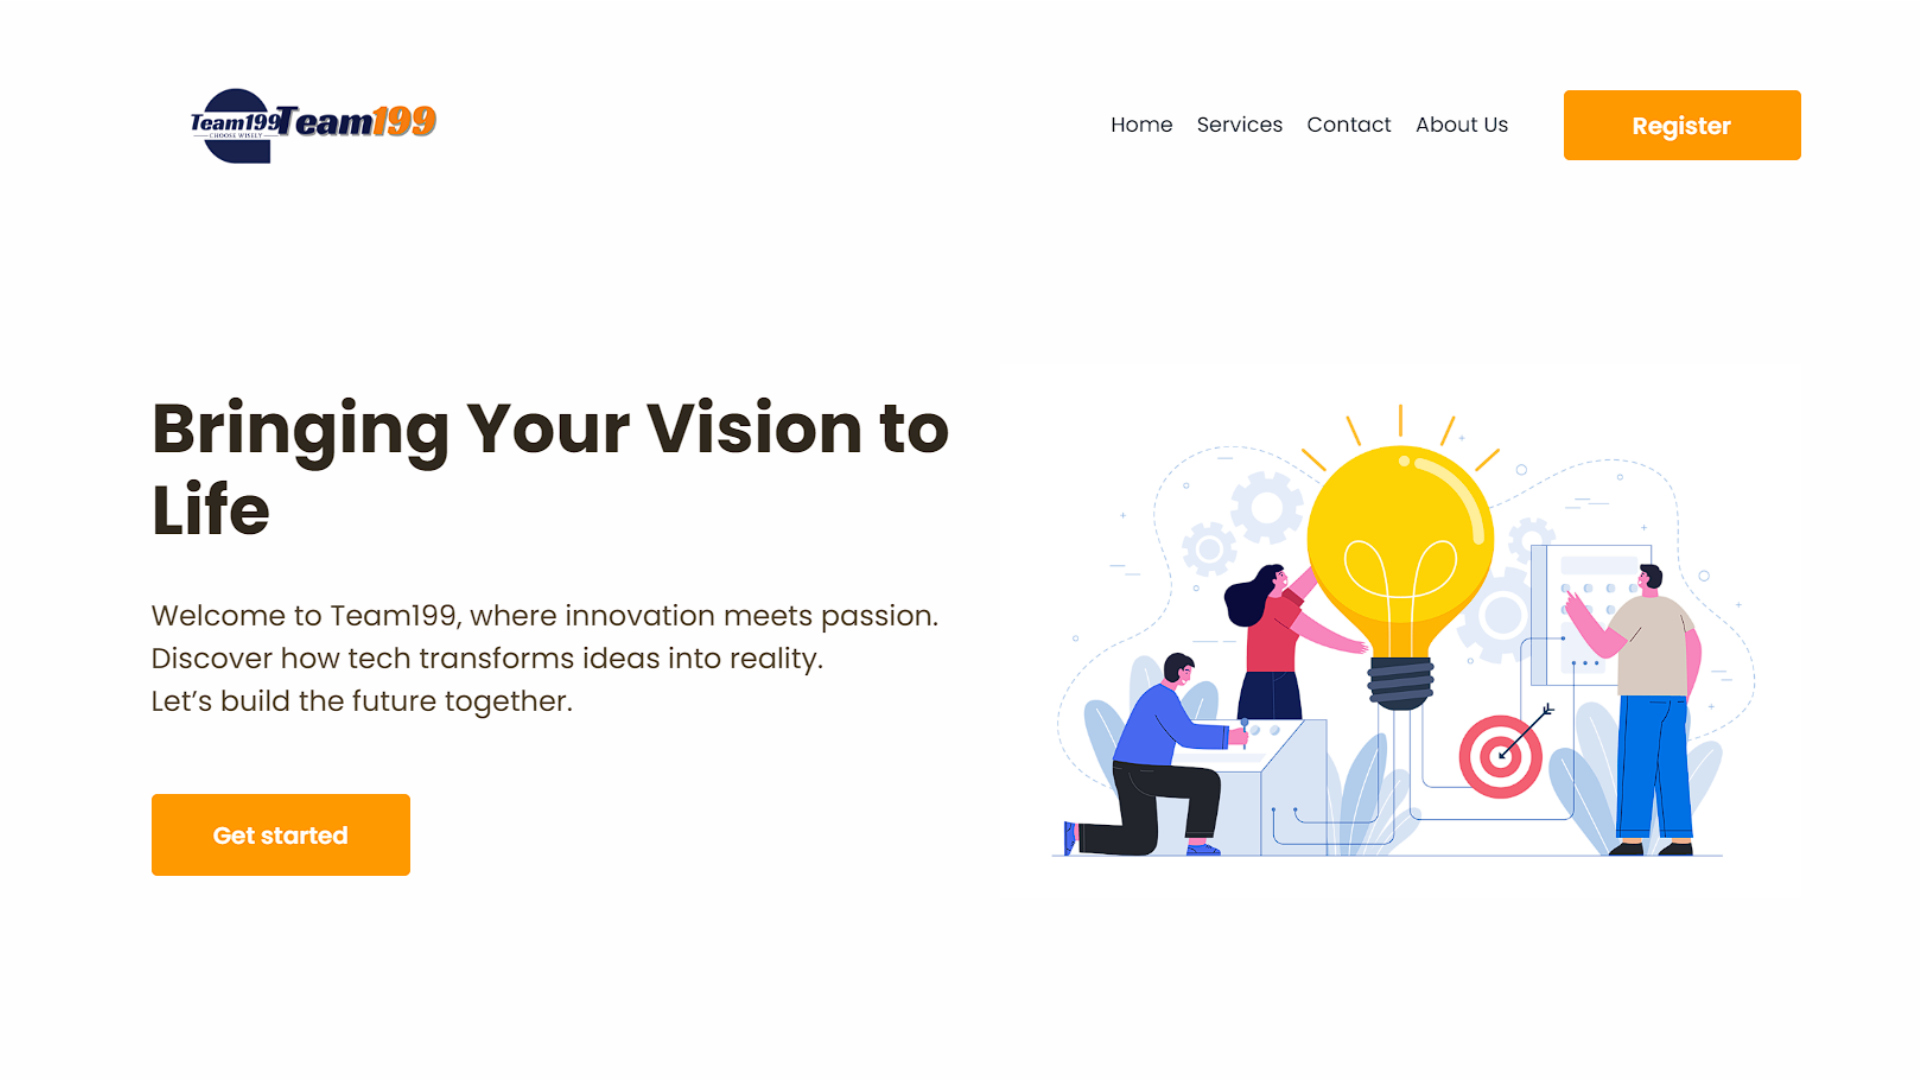 Team199
CHOOSE WISELY
Team199
Home Services Contact About Us Register
Bringing Your Vision to
Life
Welcome to Team199, where innovation meets passion.
Discover how tech transforms ideas into reality.
Let’s build the future together.
Get started